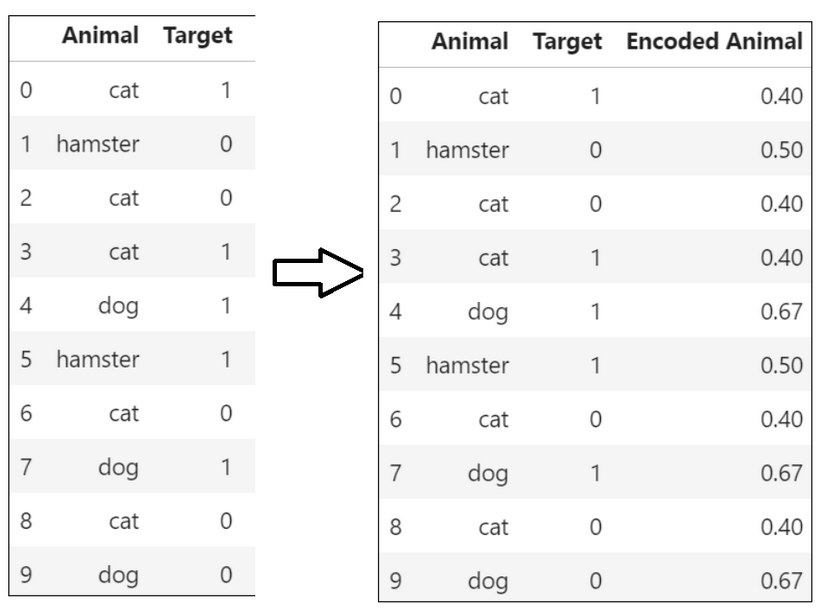 Animal Target
0 cat 1
1 hamster 0
2 cat 0
3 cat 1
4 dog 1
5 hamster 1
6 cat 0
7 dog 1
8 cat 0
9 dog 0
Animal Target Encoded Animal
0 cat 1 0.40
1 hamster 0 0.50
2 cat 0 0.40
3 cat 1 0.40
4 dog 1 0.67
5 hamster 1 0.50
6 cat 0 0.40
7 dog 1 0.67
8 cat 0 0.40
9 dog 0 0.67